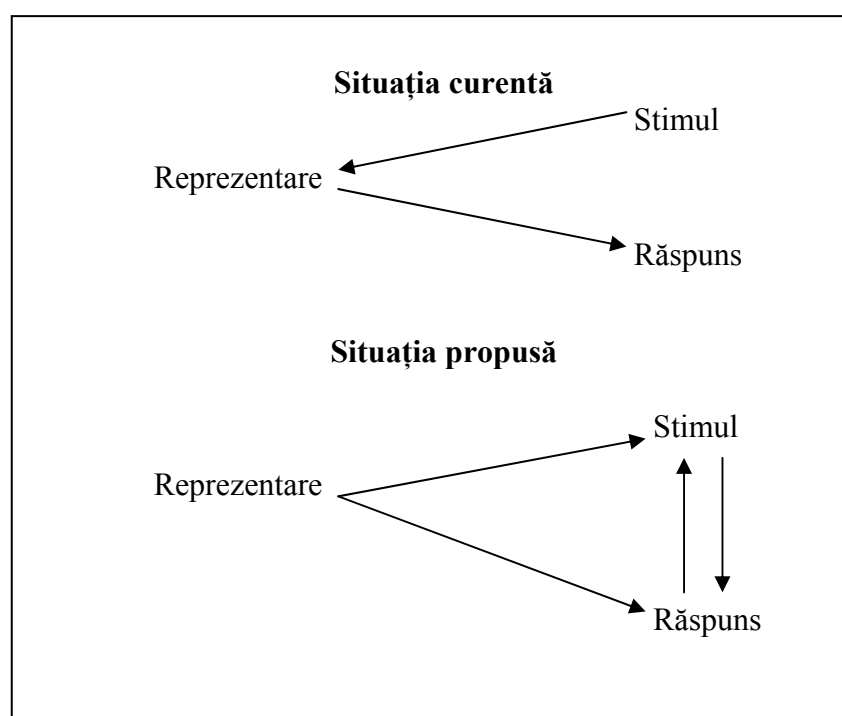 Situația curentă
Stimul
Reprezentare
Răspuns
Situația propusă
Stimul
Reprezentare
Răspuns